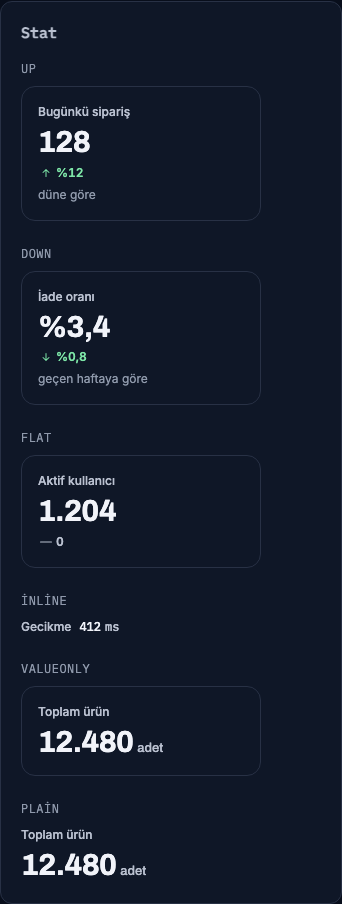 Stat
UP
Bugünkü sipariş
128
↑ %12
düne göre
DOWN
İade oranı
%3,4
↓ %0,8
geçen haftaya göre
FLAT
Aktif kullanıcı
1.204
— 0
İNLİNE
Gecikme 412 ms
VALUEONLY
Toplam ürün
12.480 adet
PLAİN
Toplam ürün
12.480 adet